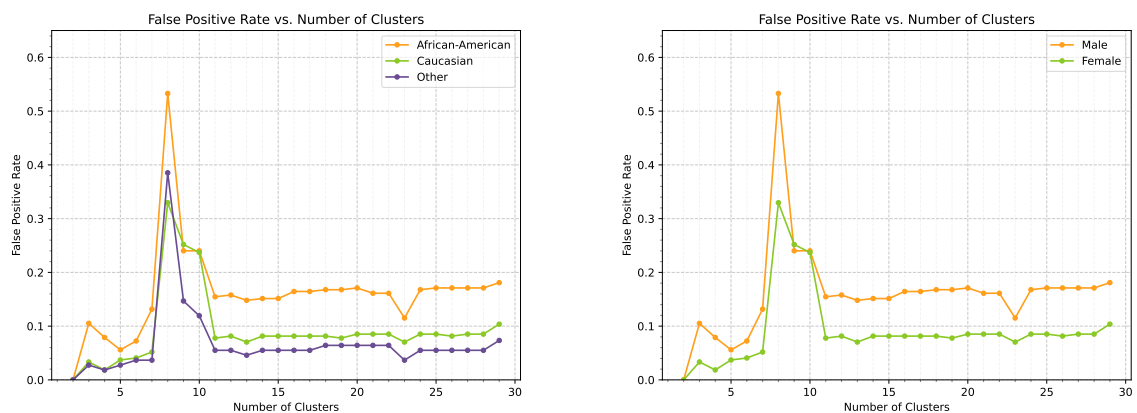 False Positive Rate vs. Number of Clusters
African-American
Caucasian
Other
0.6
0.5
0.4
0.3
0.2
0.1
0.0
False Positive Rate
5 10 15 20 25 30
Number of Clusters
False Positive Rate vs. Number of Clusters
Male
Female
0.6
0.5
0.4
0.3
0.2
0.1
0.0
False Positive Rate
5 10 15 20 25 30
Number of Clusters